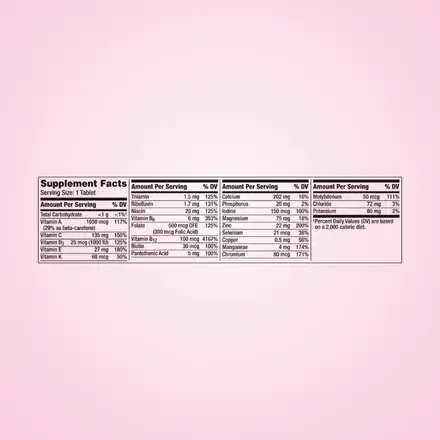 Supplement Facts
Serving Size: 1 Tablet
Amount Per Serving % DV
Total Carbohydrate <1 g <1%†
Vitamin A 1050 mcg 117%
(29% as beta-carotene)
Vitamin C 135 mg 150%
Vitamin D3 25 mcg (1000 IU) 125%
Vitamin E 27 mg 180%
Vitamin K 60 mcg 50%
Amount Per Serving % DV
Thiamin 1.5 mg 125%
Riboflavin 1.7 mg 131%
Niacin 20 mg 125%
Vitamin B6 6 mg 353%
Folate 500 mcg DFE 125%
(300 mcg Folic Acid)
Vitamin B12 100 mcg 4167%
Biotin 30 mcg 100%
Pantothenic Acid 5 mg 100%
Amount Per Serving % DV
Calcium 202 mg 16%
Phosphorus 20 mg 2%
Iodine 150 mcg 100%
Magnesium 75 mg 18%
Zinc 22 mg 200%
Selenium 21 mcg 38%
Copper 0.5 mg 56%
Manganese 4 mg 174%
Chromium 60 mcg 171%
Amount Per Serving % DV
Molybdenum 50 mcg 111%
Chloride 72 mg 3%
Potassium 80 mg 2%
†Percent Daily Values (DV) are based
on a 2,000 calorie diet.